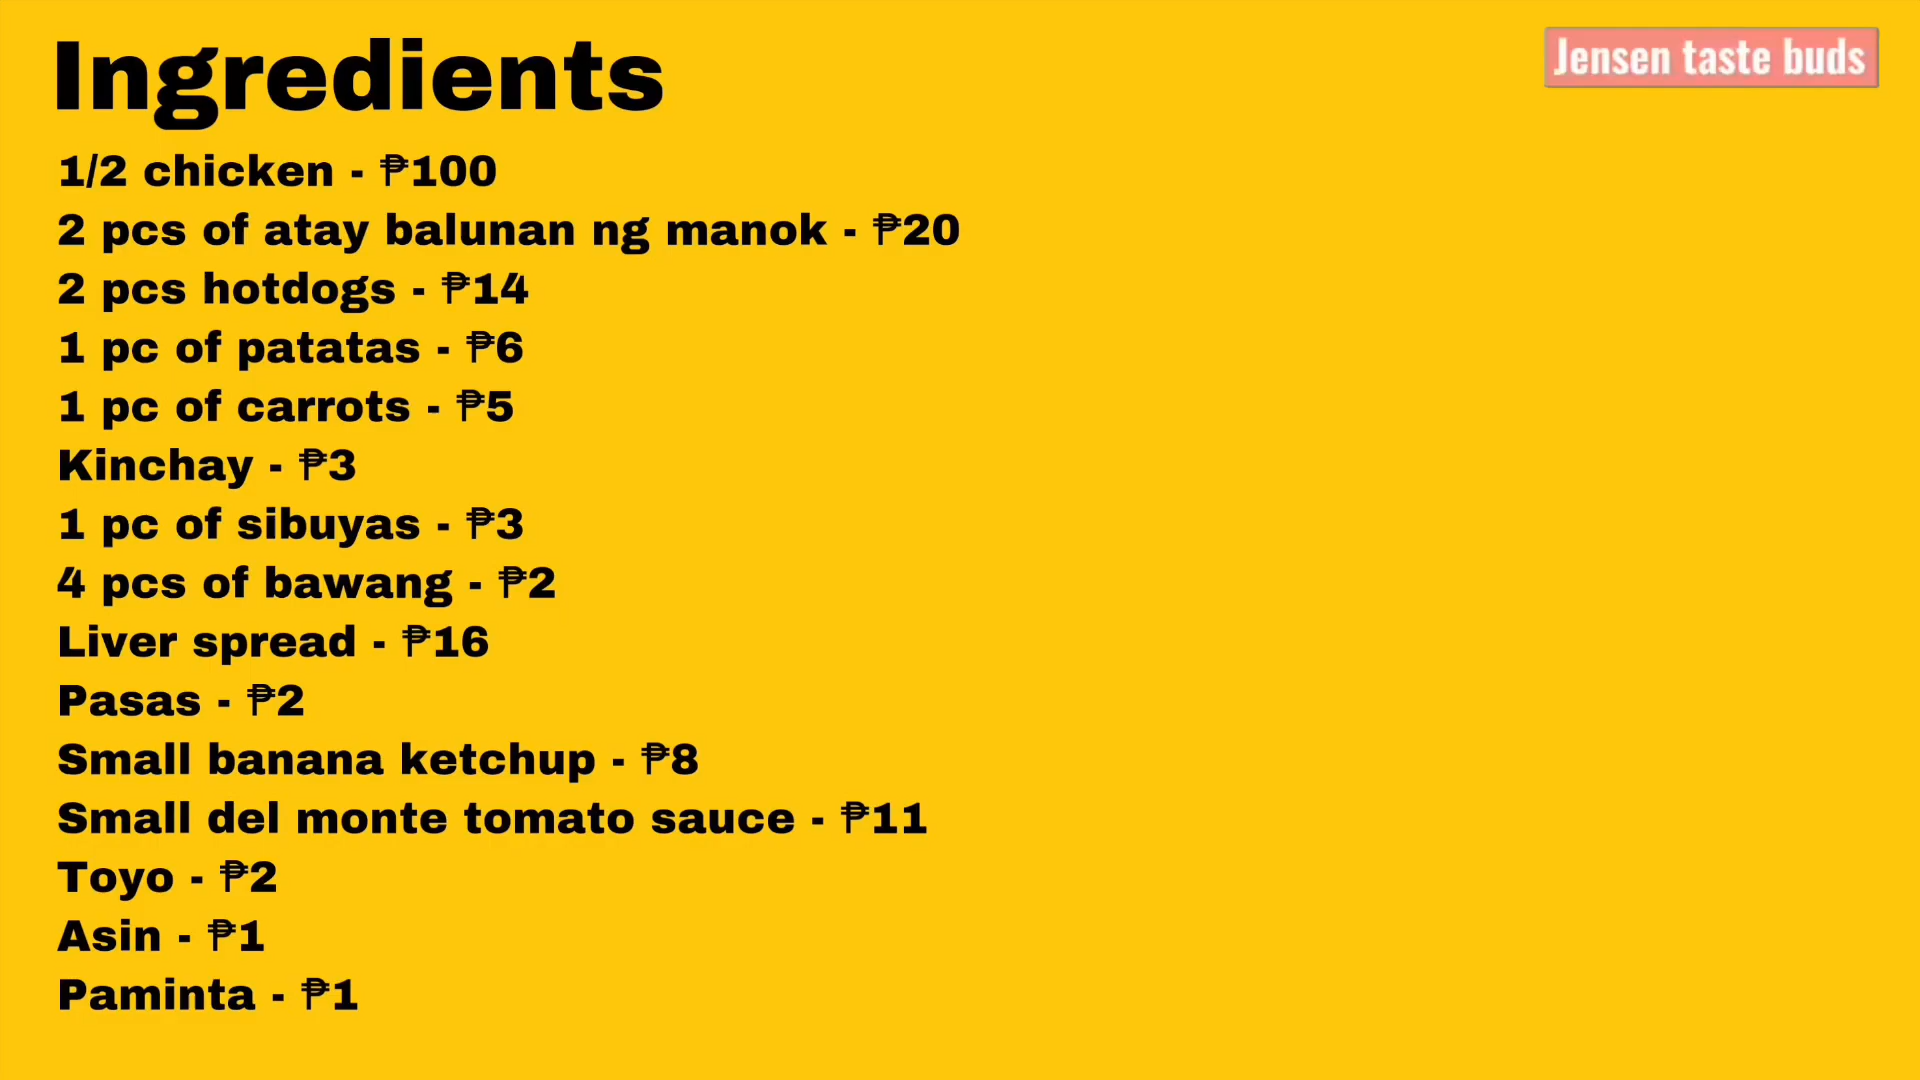 Ingredients
Jensen taste buds
1/2 chicken - ₱100
2 pcs of atay balunan ng manok - ₱20
2 pcs hotdogs - ₱14
1 pc of patatas - ₱6
1 pc of carrots - ₱5
Kinchay - ₱3
1 pc of sibuyas - ₱3
4 pcs of bawang - ₱2
Liver spread - ₱16
Pasas - ₱2
Small banana ketchup - ₱8
Small del monte tomato sauce - ₱11
Toyo - ₱2
Asin - ₱1
Paminta - ₱1